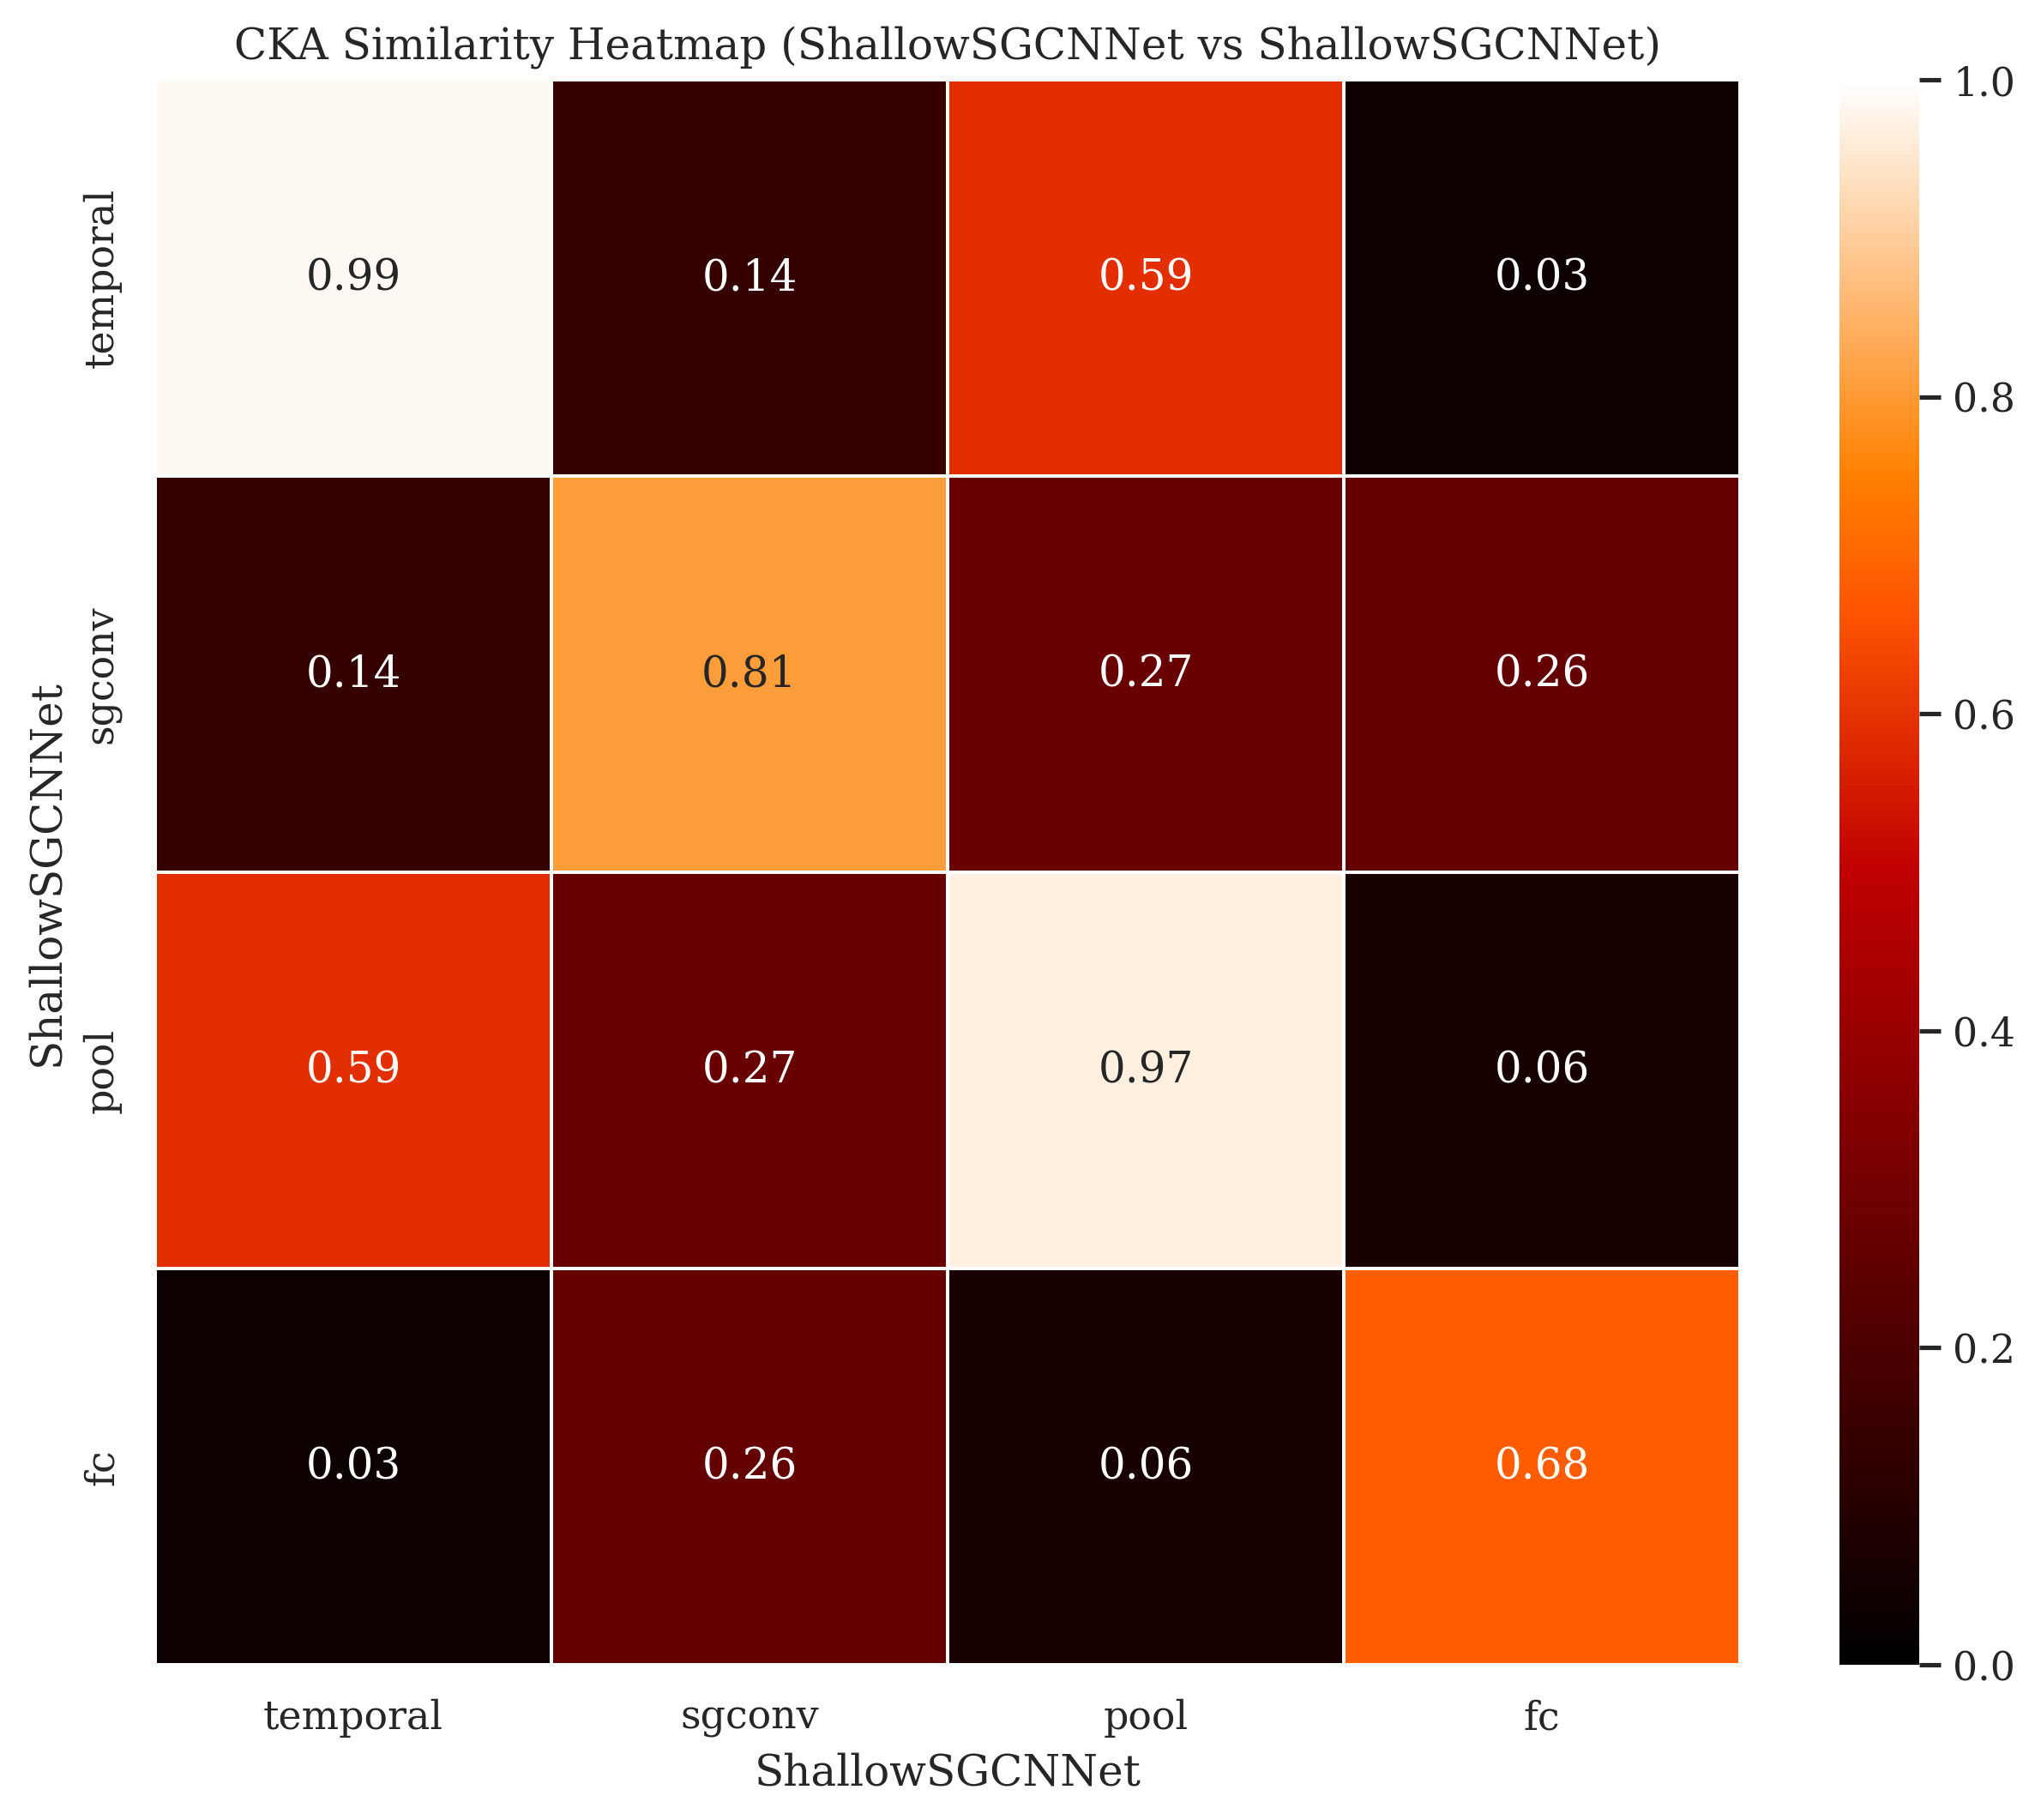 CKA Similarity Heatmap (ShallowSGCNNet vs ShallowSGCNNet)
ShallowSGCNNet
temporal
0.99 0.14 0.59 0.03
sgconv
0.14 0.81 0.27 0.26
pool
0.59 0.27 0.97 0.06
fc
0.03 0.26 0.06 0.68
temporal sgconv pool fc
ShallowSGCNNet
1.0
0.8
0.6
0.4
0.2
0.0